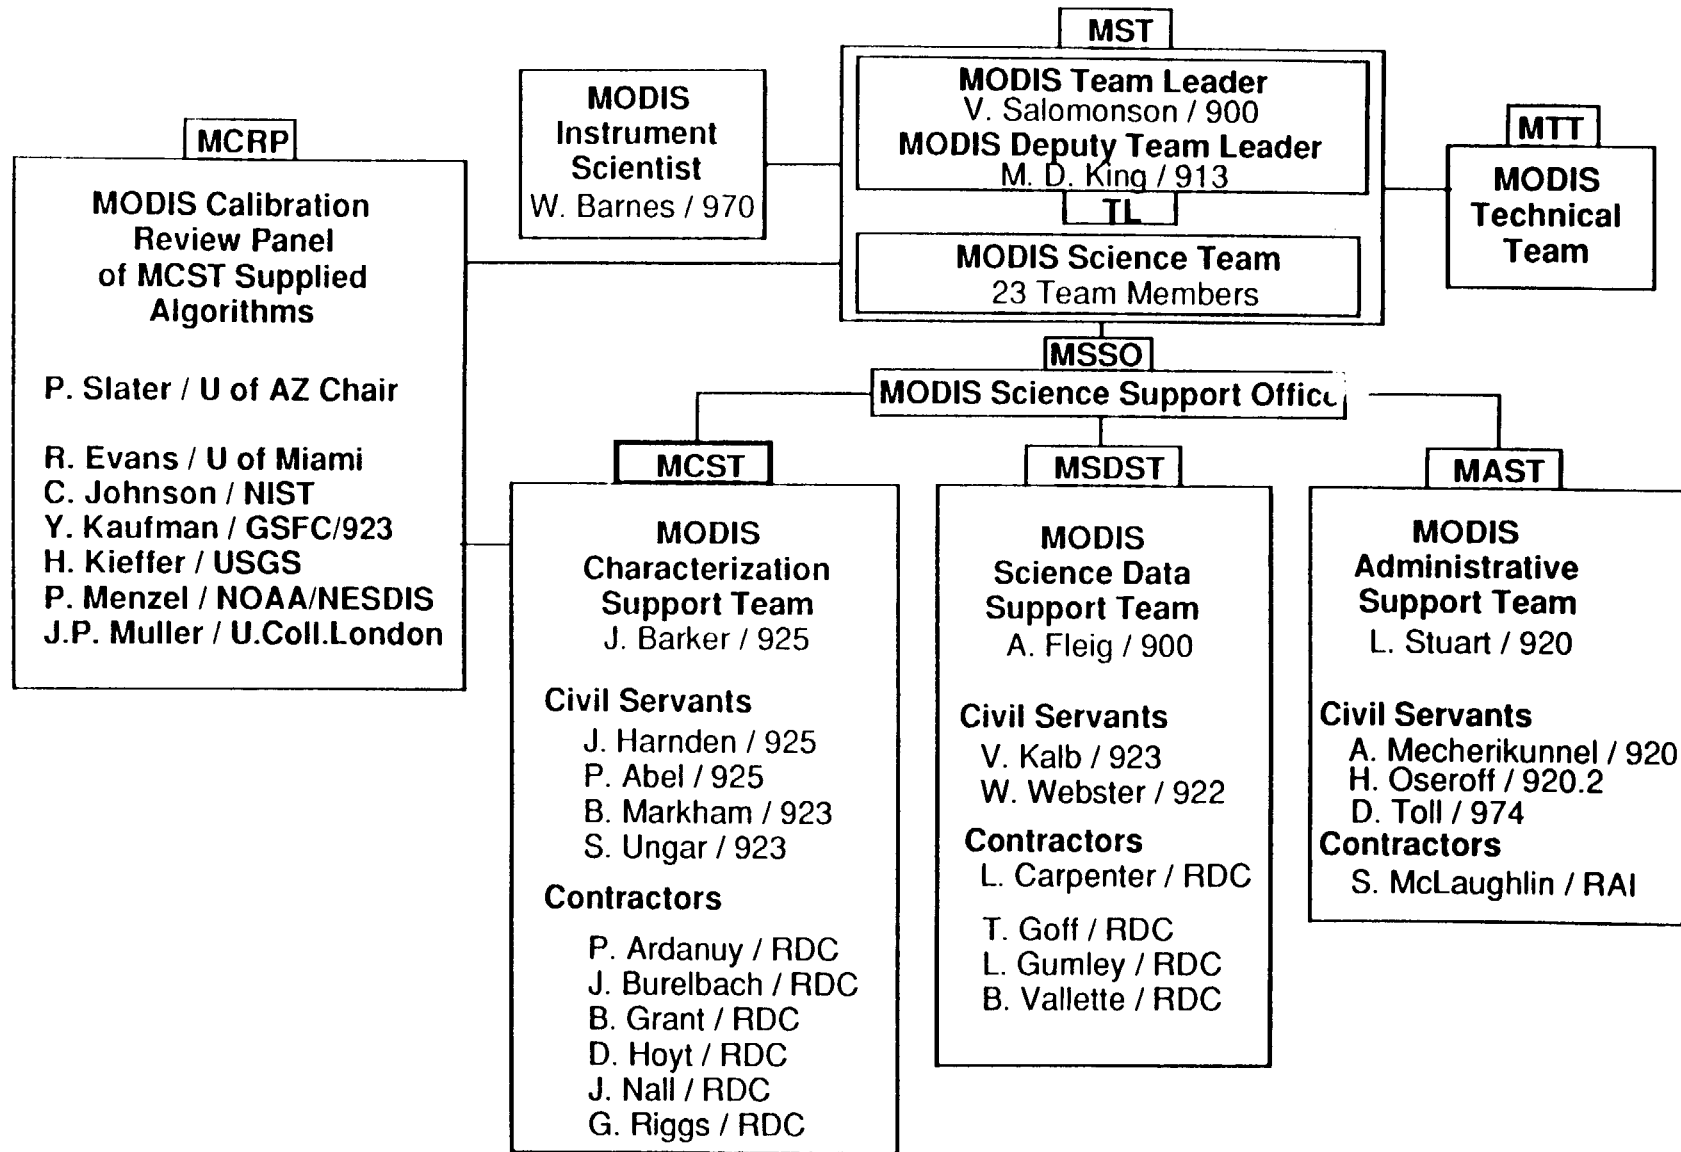 MST
MODIS Team Leader
V. Salomonson / 900
MODIS Deputy Team Leader
M. D. King / 913
TL
MODIS Science Team
23 Team Members
MODIS
Instrument
Scientist
W. Barnes / 970
MTT
MODIS
Technical
Team
MCRP
MODIS Calibration
Review Panel
of MCST Supplied
Algorithms
P. Slater / U of AZ Chair
R. Evans / U of Miami
C. Johnson / NIST
Y. Kaufman / GSFC/923
H. Kieffer / USGS
P. Menzel / NOAA/NESDIS
J.P. Muller / U.Coll.London
MSSO
MODIS Science Support Office
MCST
MODIS
Characterization
Support Team
J. Barker / 925
Civil Servants
J. Harnden / 925
P. Abel / 925
B. Markham / 923
S. Ungar / 923
Contractors
P. Ardanuy / RDC
J. Burelbach / RDC
B. Grant / RDC
D. Hoyt / RDC
J. Nall / RDC
G. Riggs / RDC
MSDST
MODIS
Science Data
Support Team
A. Fleig / 900
Civil Servants
V. Kalb / 923
W. Webster / 922
Contractors
L. Carpenter / RDC
T. Goff / RDC
L. Gumley / RDC
B. Vallette / RDC
MAST
MODIS
Administrative
Support Team
L. Stuart / 920
Civil Servants
A. Mecherikunnel / 920
H. Oseroff / 920.2
D. Toll / 974
Contractors
S. McLaughlin / RAI